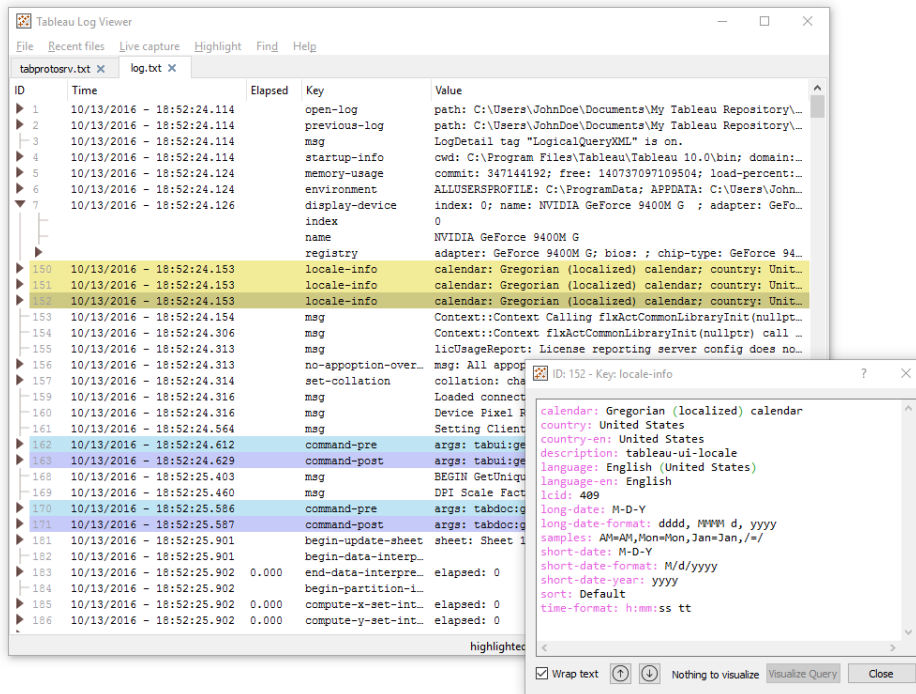 Tableau Log Viewer
File Recent files Live capture Highlight Find Help
tabprotosrv.txt log.txt
ID Time Elapsed Key Value
1 10/13/2016 - 18:52:24.114 open-log path: C:\Users\JohnDoe\Documents\My Tableau Repository\...
2 10/13/2016 - 18:52:24.114 previous-log path: C:\Users\JohnDoe\Documents\My Tableau Repository\...
3 10/13/2016 - 18:52:24.114 msg LogDetail tag "LogicalQueryXML" is on.
4 10/13/2016 - 18:52:24.114 startup-info cwd: C:\Program Files\Tableau\Tableau 10.0\bin; domain:...
5 10/13/2016 - 18:52:24.124 memory-usage commit: 347144192; free: 140737097109504; load-percent:...
6 10/13/2016 - 18:52:24.124 environment ALLUSERSPROFILE: C:\ProgramData; APPDATA: C:\Users\John...
7 10/13/2016 - 18:52:24.126 display-device index: 0; name: NVIDIA GeForce 9400M G ; adapter: GeFo...
index 0
name NVIDIA GeForce 9400M G
registry adapter: GeForce 9400M G; bios: ; chip-type: GeForce 94...
150 10/13/2016 - 18:52:24.153 locale-info calendar: Gregorian (localized) calendar; country: Unit...
151 10/13/2016 - 18:52:24.153 locale-info calendar: Gregorian (localized) calendar; country: Unit...
152 10/13/2016 - 18:52:24.153 locale-info calendar: Gregorian (localized) calendar; country: Unit...
153 10/13/2016 - 18:52:24.154 msg Context::Context Calling flxActCommonLibraryInit(nullpt...
154 10/13/2016 - 18:52:24.306 msg Context::Context flxActCommonLibraryInit(nullptr) call ...
155 10/13/2016 - 18:52:24.313 msg licUsageReport: License reporting server config does no...
156 10/13/2016 - 18:52:24.313 no-appoption-over... msg: All appop
157 10/13/2016 - 18:52:24.314 set-collation collation: cha
159 10/13/2016 - 18:52:24.316 msg Loaded connect
160 10/13/2016 - 18:52:24.316 msg Device Pixel R
161 10/13/2016 - 18:52:24.564 msg Setting Client
162 10/13/2016 - 18:52:24.612 command-pre args: tabui:ge
163 10/13/2016 - 18:52:24.629 command-post args: tabui:ge
168 10/13/2016 - 18:52:25.403 msg BEGIN GetUniqu
169 10/13/2016 - 18:52:25.460 msg DPI Scale Fact
170 10/13/2016 - 18:52:25.586 command-pre args: tabdoc:g
171 10/13/2016 - 18:52:25.587 command-post args: tabdoc:g
181 10/13/2016 - 18:52:25.901 begin-update-sheet sheet: Sheet 1
182 10/13/2016 - 18:52:25.901 begin-data-interp...
183 10/13/2016 - 18:52:25.902 0.000 end-data-interpre... elapsed: 0
184 10/13/2016 - 18:52:25.902 begin-partition-i...
185 10/13/2016 - 18:52:25.902 0.000 compute-x-set-int... elapsed: 0
186 10/13/2016 - 18:52:25.902 0.000 compute-y-set-int... elapsed: 0
highlighted
ID: 152 - Key: locale-info
calendar: Gregorian (localized) calendar
country: United States
country-en: United States
description: tableau-ui-locale
language: English (United States)
language-en: English
lcid: 409
long-date: M-D-Y
long-date-format: dddd, MMMM d, yyyy
samples: AM=AM,Mon=Mon,Jan=Jan,/=/
short-date: M-D-Y
short-date-format: M/d/yyyy
short-date-year: yyyy
sort: Default
time-format: h:mm:ss tt
Wrap text Nothing to visualize Visualize Query Close